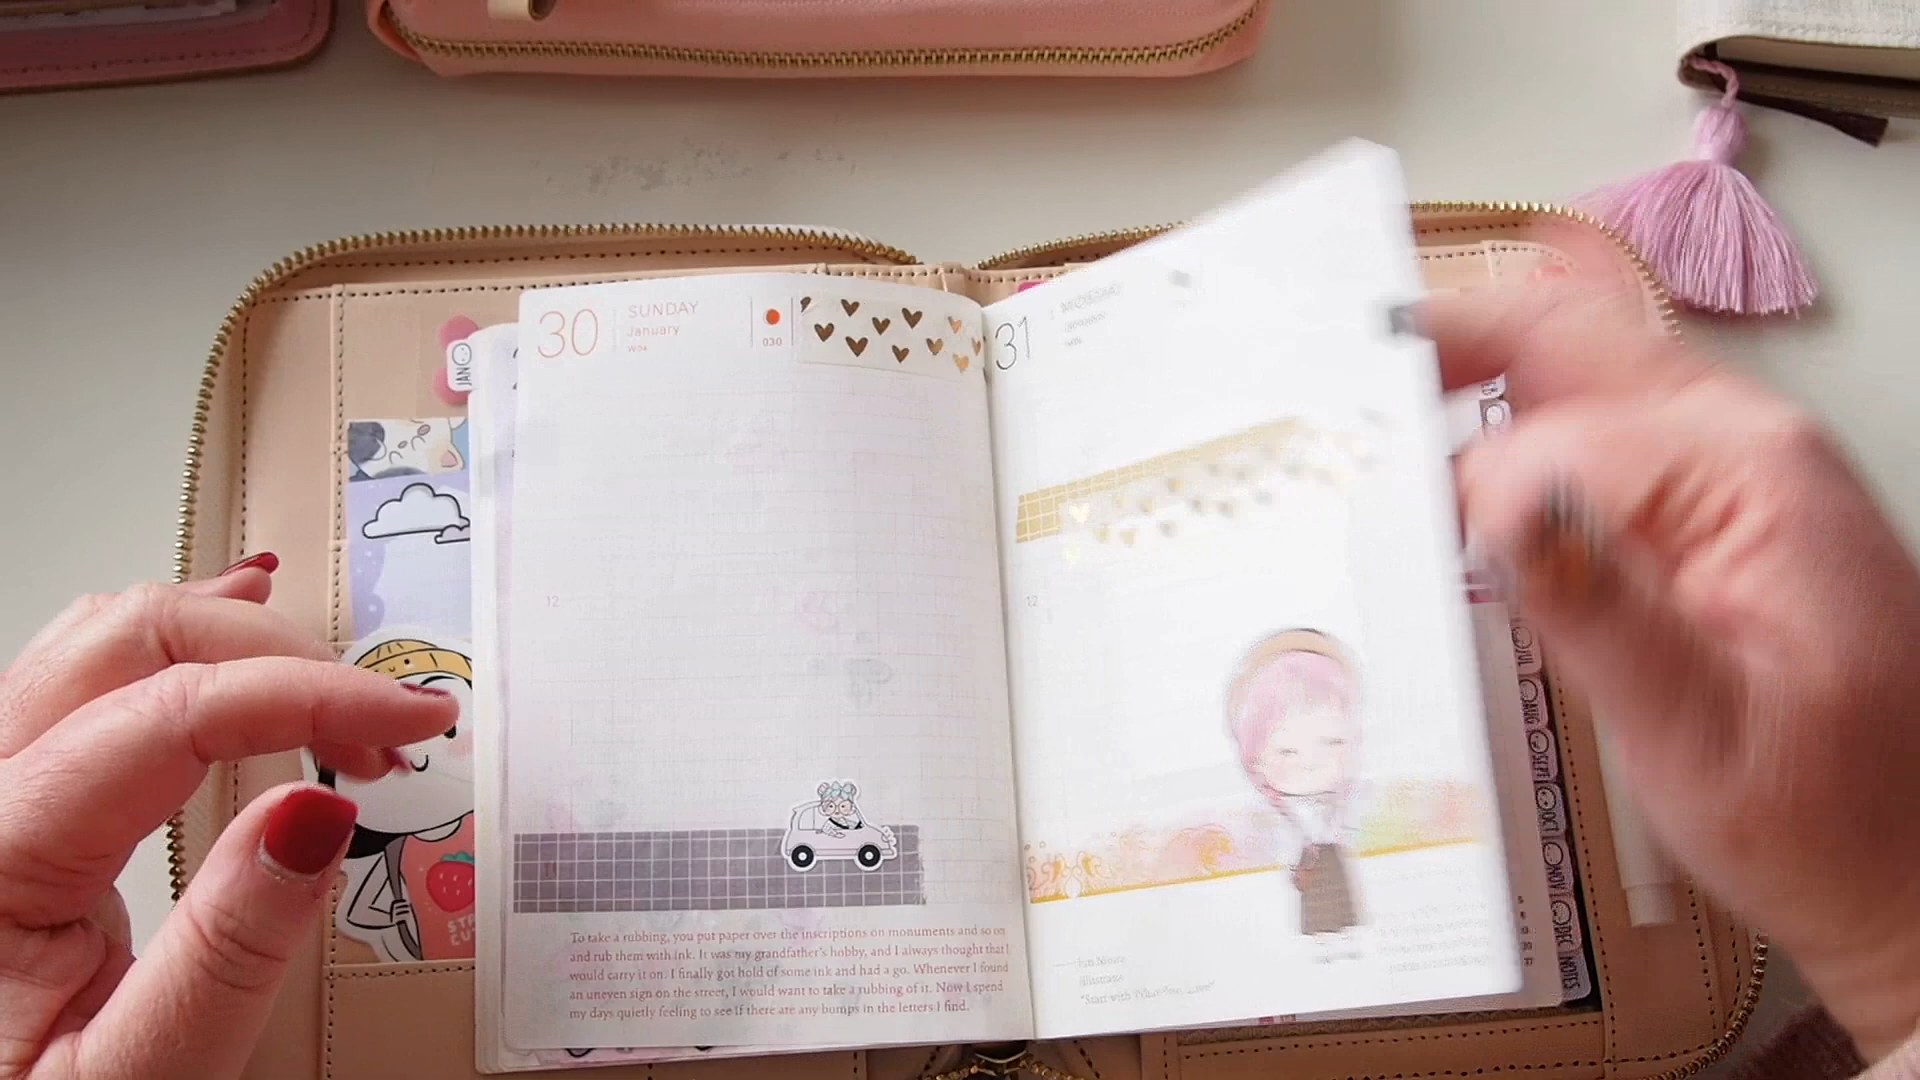 30
SUNDAY
January
W04
030
12
To take a rubbing, you put paper over the inscriptions on monuments and so on
and rub them with ink. It was my grandfather's hobby, and I always thought that I
would carry it on. I finally got hold of some ink and had a go. Whenever I found
an uneven sign on the street, I would want to take a rubbing of it. Now I spend
my days quietly feeling to see if there are any bumps in the letters I find.
31
12
"Start with
JAN
JUL
AUG
SEPT
OCT
NOV
DEC
NOTES